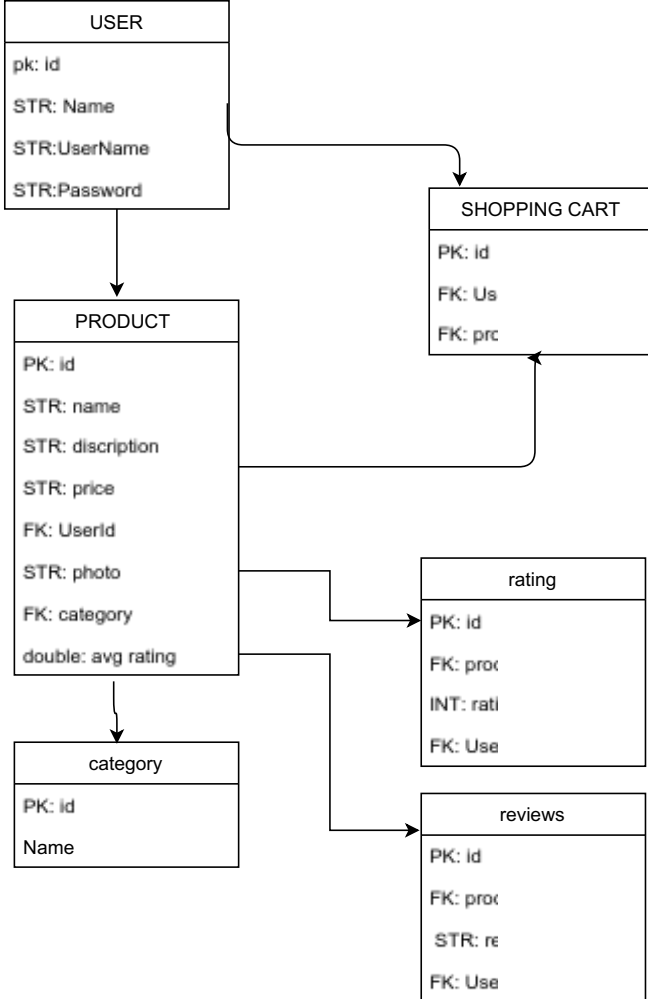 USER
pk: id
STR: Name
STR:UserName
STR:Password
SHOPPING CART
PK: id
FK: Us
FK: pro
PRODUCT
PK: id
STR: name
STR: discription
STR: price
FK: UserId
STR: photo
FK: category
double: avg rating
rating
PK: id
FK: proc
INT: rati
FK: Use
category
PK: id
Name
reviews
PK: id
FK: proc
STR: re
FK: Use